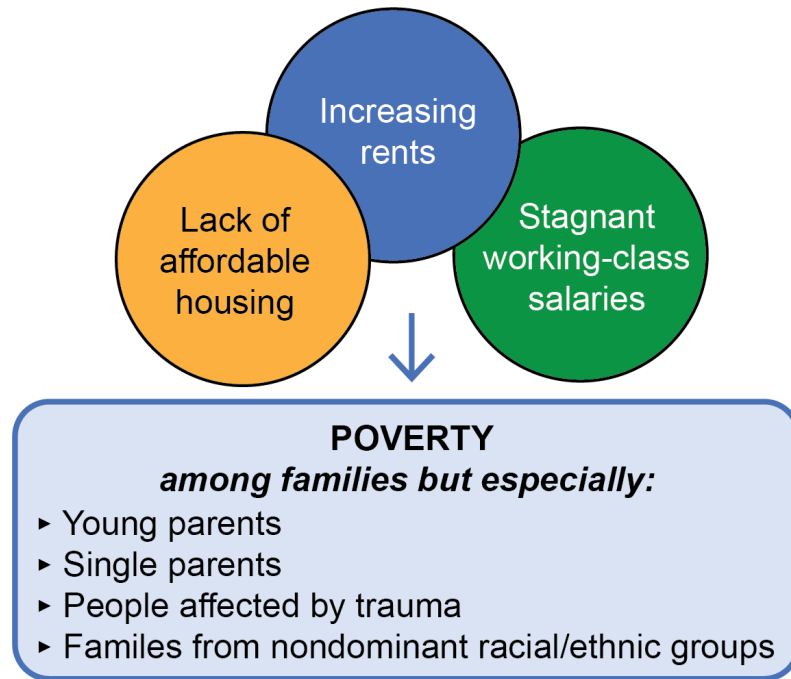 Increasing
rents
Lack of
affordable
housing
Stagnant
working-class
salaries
POVERTY
among families but especially:
‣ Young parents
‣ Single parents
‣ People affected by trauma
‣ Familes from nondominant racial/ethnic groups